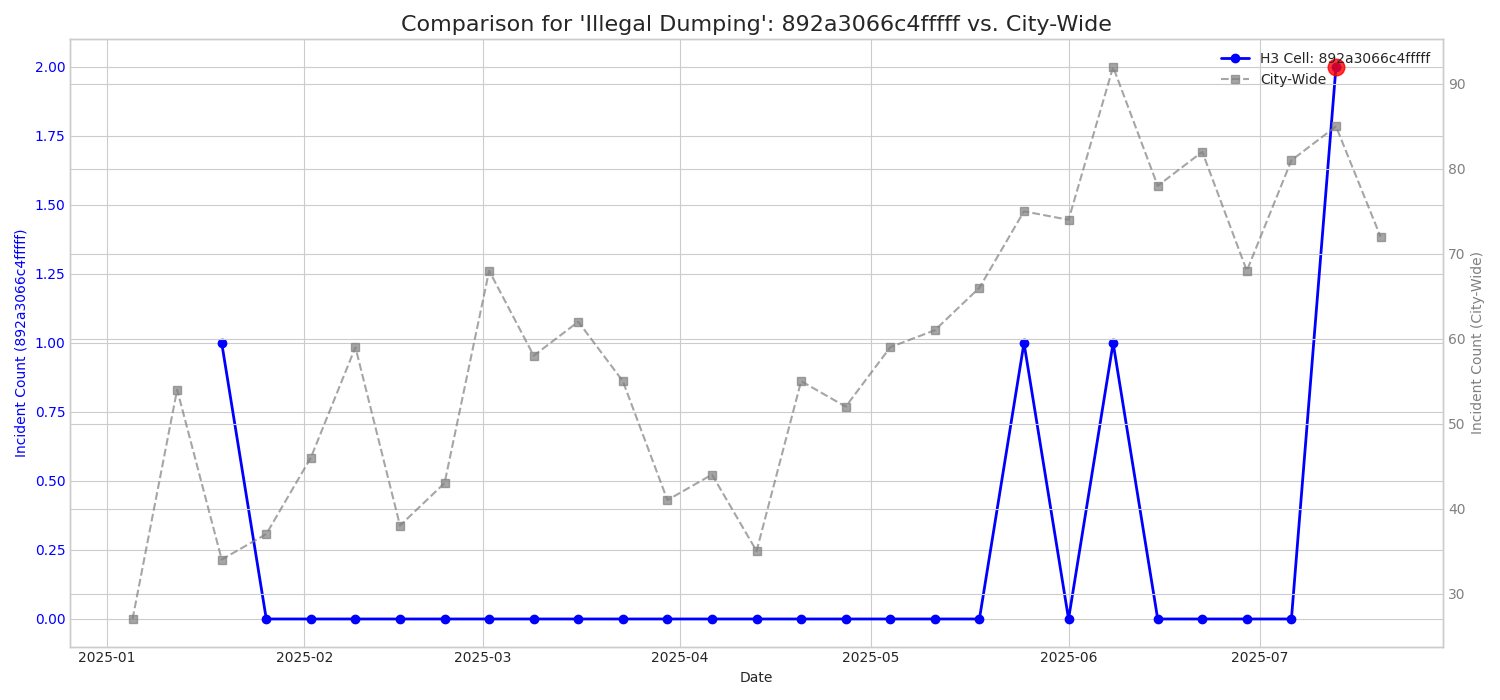 Comparison for 'Illegal Dumping': 892a3066c4fffff vs. City-Wide
H3 Cell: 892a3066c4fffff
City-Wide
Incident Count (892a3066c4fffff)
2.00
1.75
1.50
1.25
1.00
0.75
0.50
0.25
0.00
90
80
70
60
50
40
30
Incident Count (City-Wide)
2025-01 2025-02 2025-03 2025-04 2025-05 2025-06 2025-07
Date